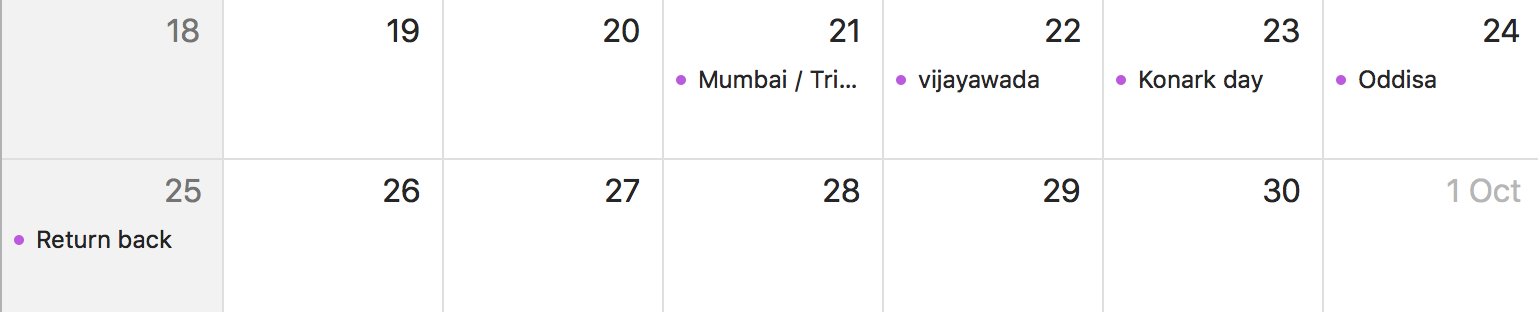 18 19 20 21 22 23 24
Mumbai / Tri... vijayawada Konark day Oddisa
25 26 27 28 29 30 1 Oct
Return back